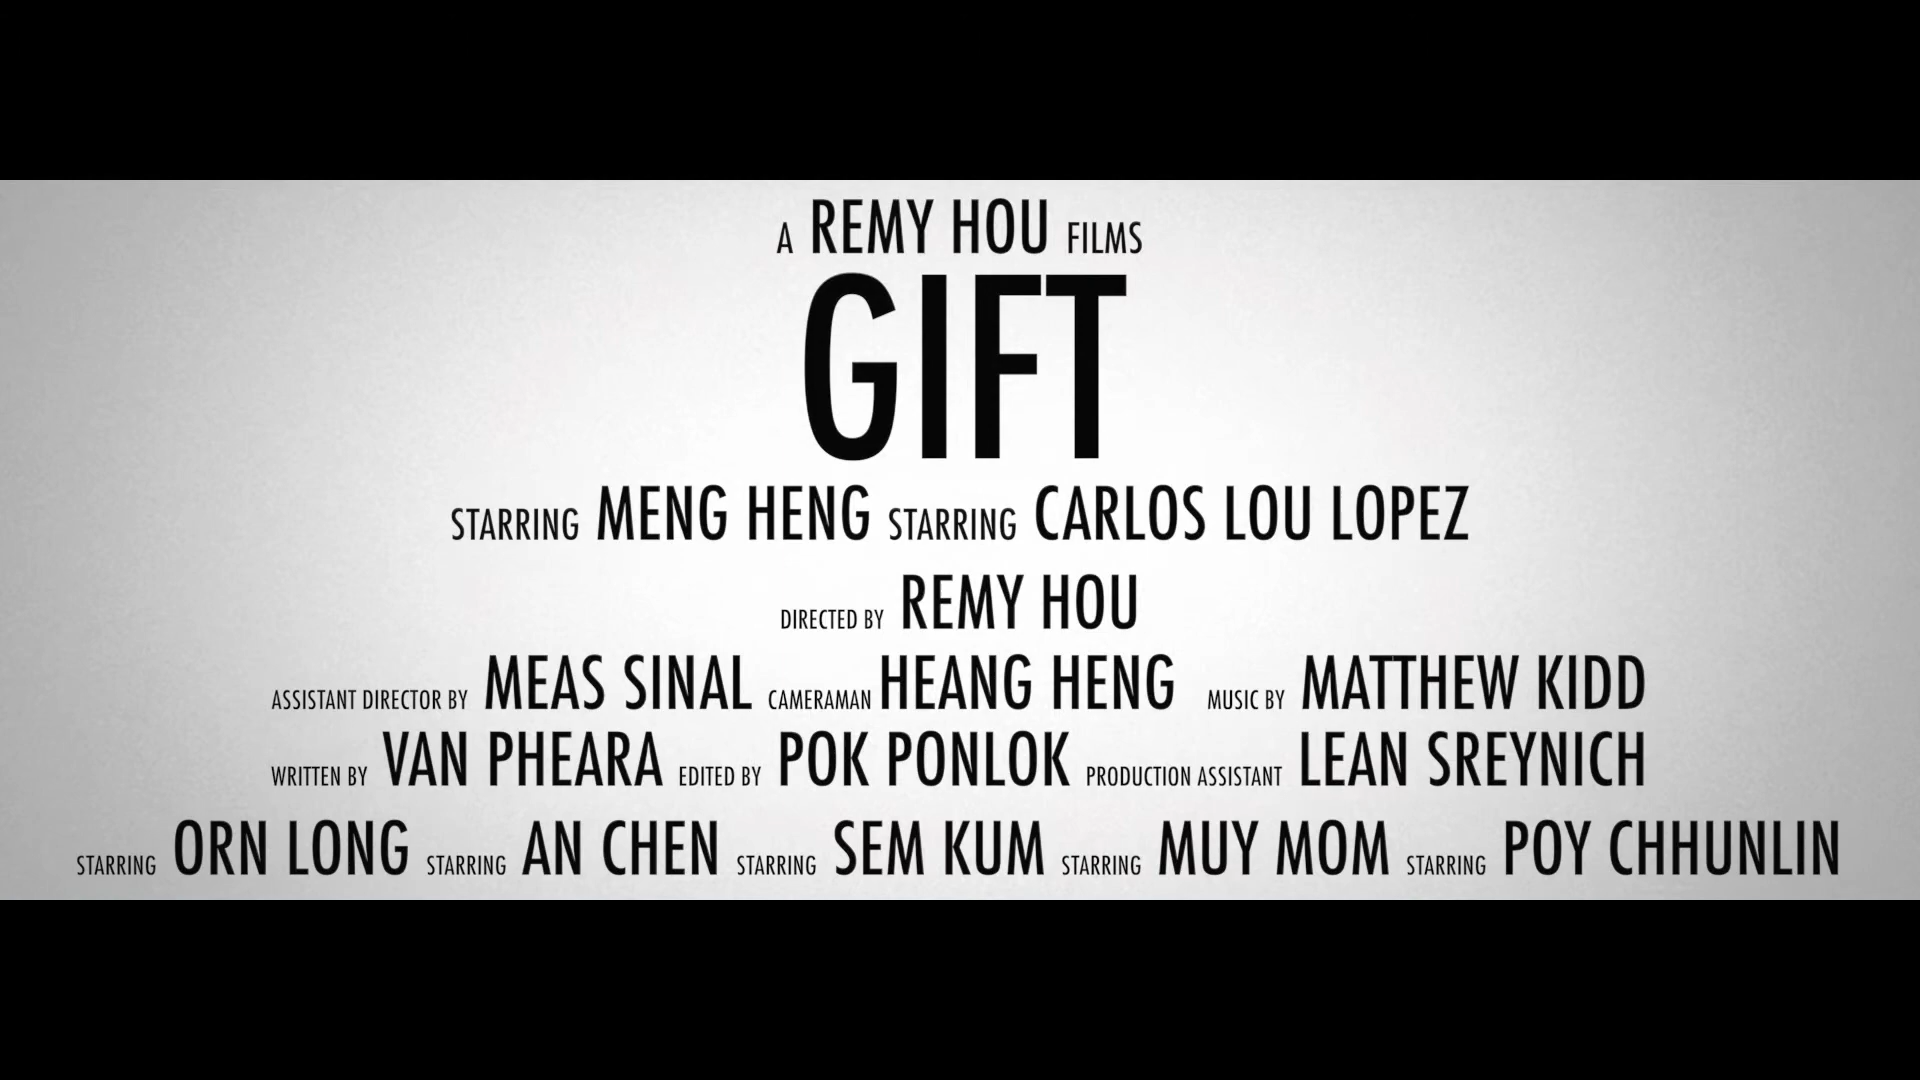 A REMY HOU FILMS
GIFT
STARRING MENG HENG STARRING CARLOS LOU LOPEZ
DIRECTED BY REMY HOU
ASSISTANT DIRECTOR BY MEAS SINAL CAMERAMAN HEANG HENG MUSIC BY MATTHEW KIDD
WRITTEN BY VAN PHEARA EDITED BY POK PONLOK PRODUCTION ASSISTANT LEAN SREYNICH
STARRING ORN LONG STARRING AN CHEN STARRING SEM KUM STARRING MUY MOM STARRING POY CHHUNLIN